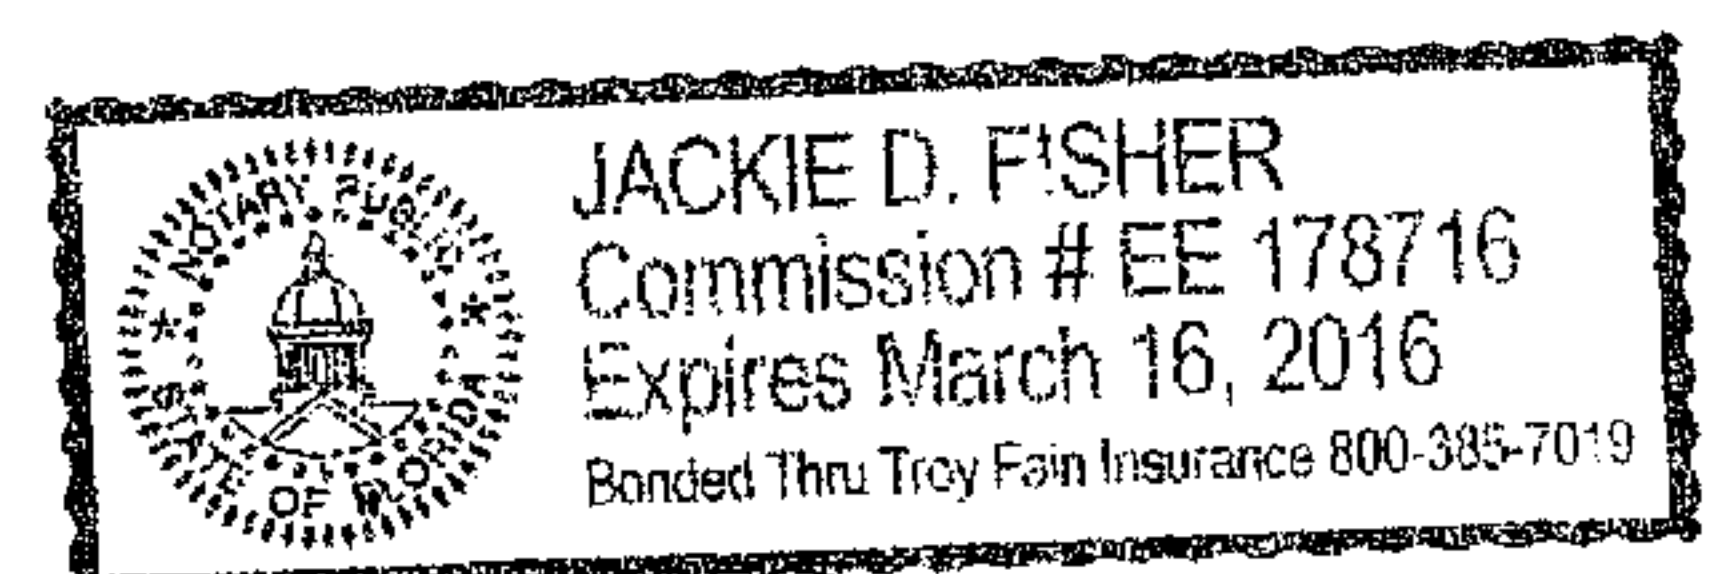 NOTARY PUBLIC
STATE OF FLORIDA
JACKIE D. FISHER
Commission # EE 178716
Expires March 16, 2016
Bonded Thru Troy Fain Insurance 800-385-7019